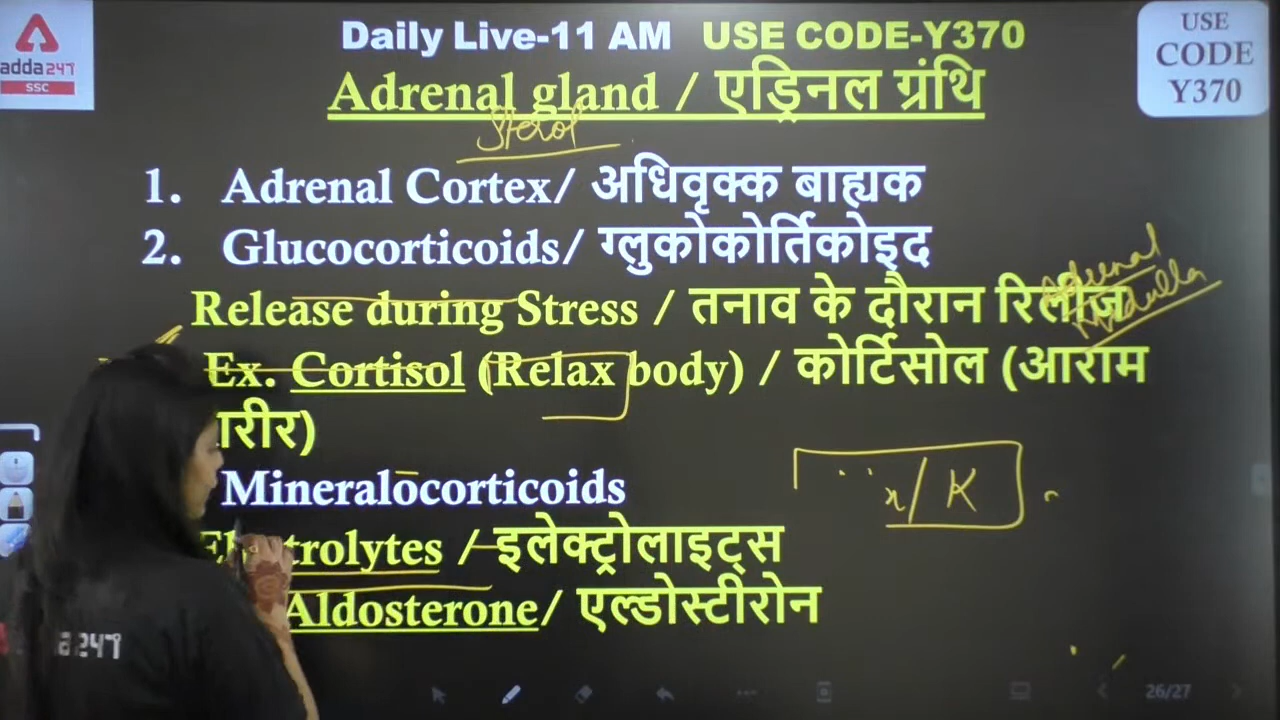 adda247
SSC
Daily Live-11 AM USE CODE-Y370
USE
CODE
Y370
Adrenal gland / एड्रिनल ग्रंथि
Sterol
1. Adrenal Cortex/ अधिवृक्क बाह्यक
2. Glucocorticoids/ ग्लुकोकोर्तिकोइद
Adrenal
Medulla
Release during Stress / तनाव के दौरान रिलीज
Ex. Cortisol (Relax body) / कोर्टिसोल (आराम
रीर)
Mineralocorticoids
/ K
trolytes / इलेक्ट्रोलाइट्स
Aldosterone/ एल्डोस्टीरोन
a 247
26/27